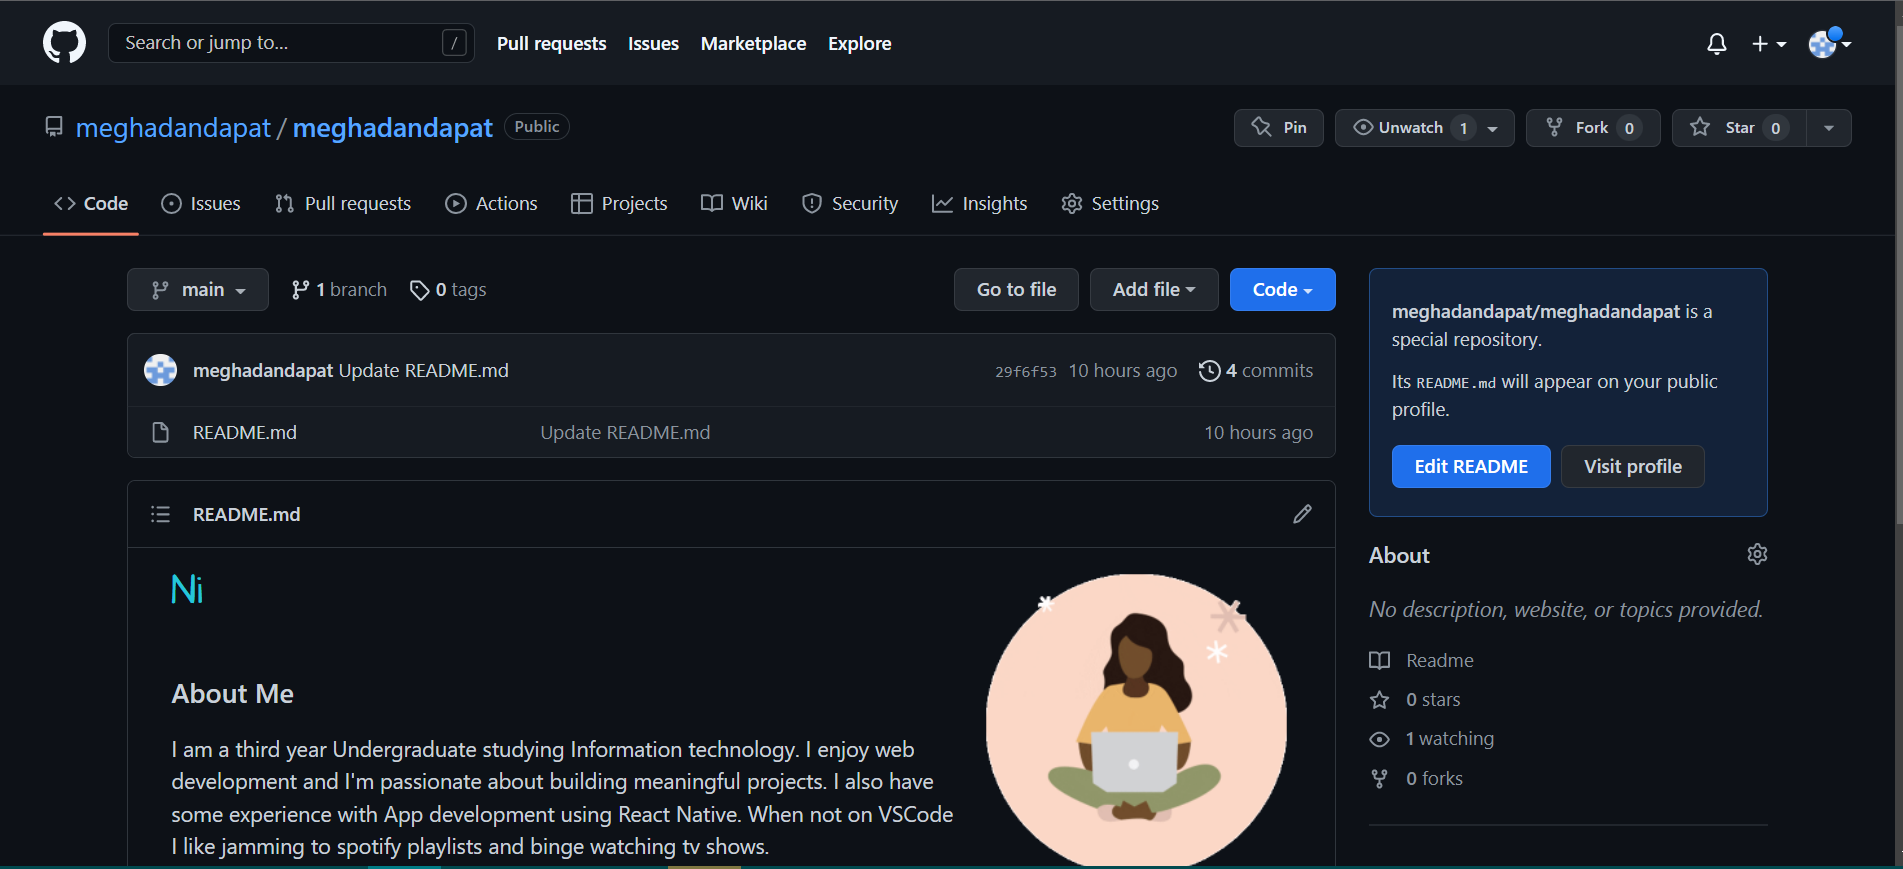 Search or jump to... /
Pull requests Issues Marketplace Explore
meghadandapat / meghadandapat Public
Pin Unwatch 1 Fork 0 Star 0
Code Issues Pull requests Actions Projects Wiki Security Insights Settings
main 1 branch 0 tags
Go to file Add file Code
meghadandapat Update README.md 29f6f53 10 hours ago 4 commits
README.md Update README.md 10 hours ago
README.md
Ni
About Me
I am a third year Undergraduate studying Information technology. I enjoy web
development and I'm passionate about building meaningful projects. I also have
some experience with App development using React Native. When not on VSCode
I like jamming to spotify playlists and binge watching tv shows.
meghadandapat/meghadandapat is a
special repository.
Its README.md will appear on your public
profile.
Edit README Visit profile
About
No description, website, or topics provided.
Readme
0 stars
1 watching
0 forks